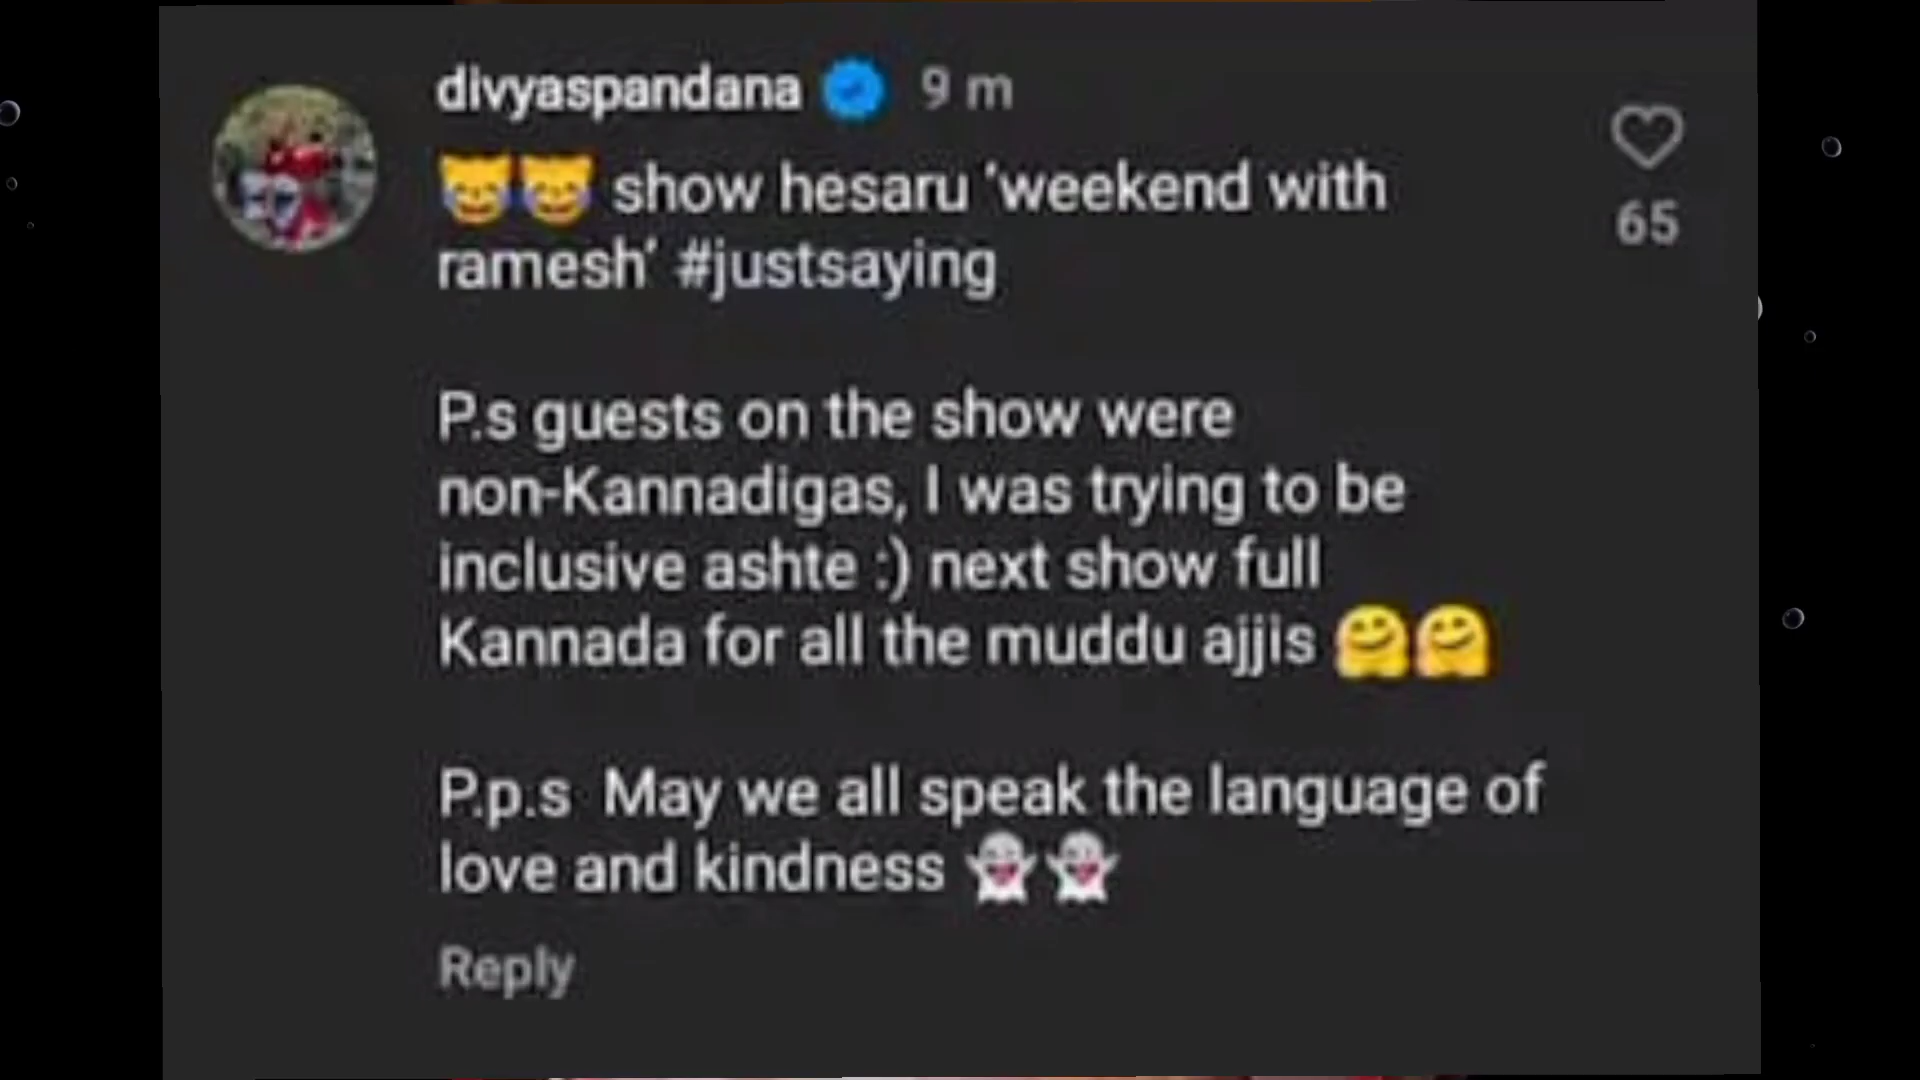 divyaspandana 9 m
😹😹 show hesaru ‘weekend with
ramesh’ #justsaying
65
P.s guests on the show were
non-Kannadigas, I was trying to be
inclusive ashte :) next show full
Kannada for all the muddu ajjis 🤗🤗
P.p.s May we all speak the language of
love and kindness 👻👻
Reply